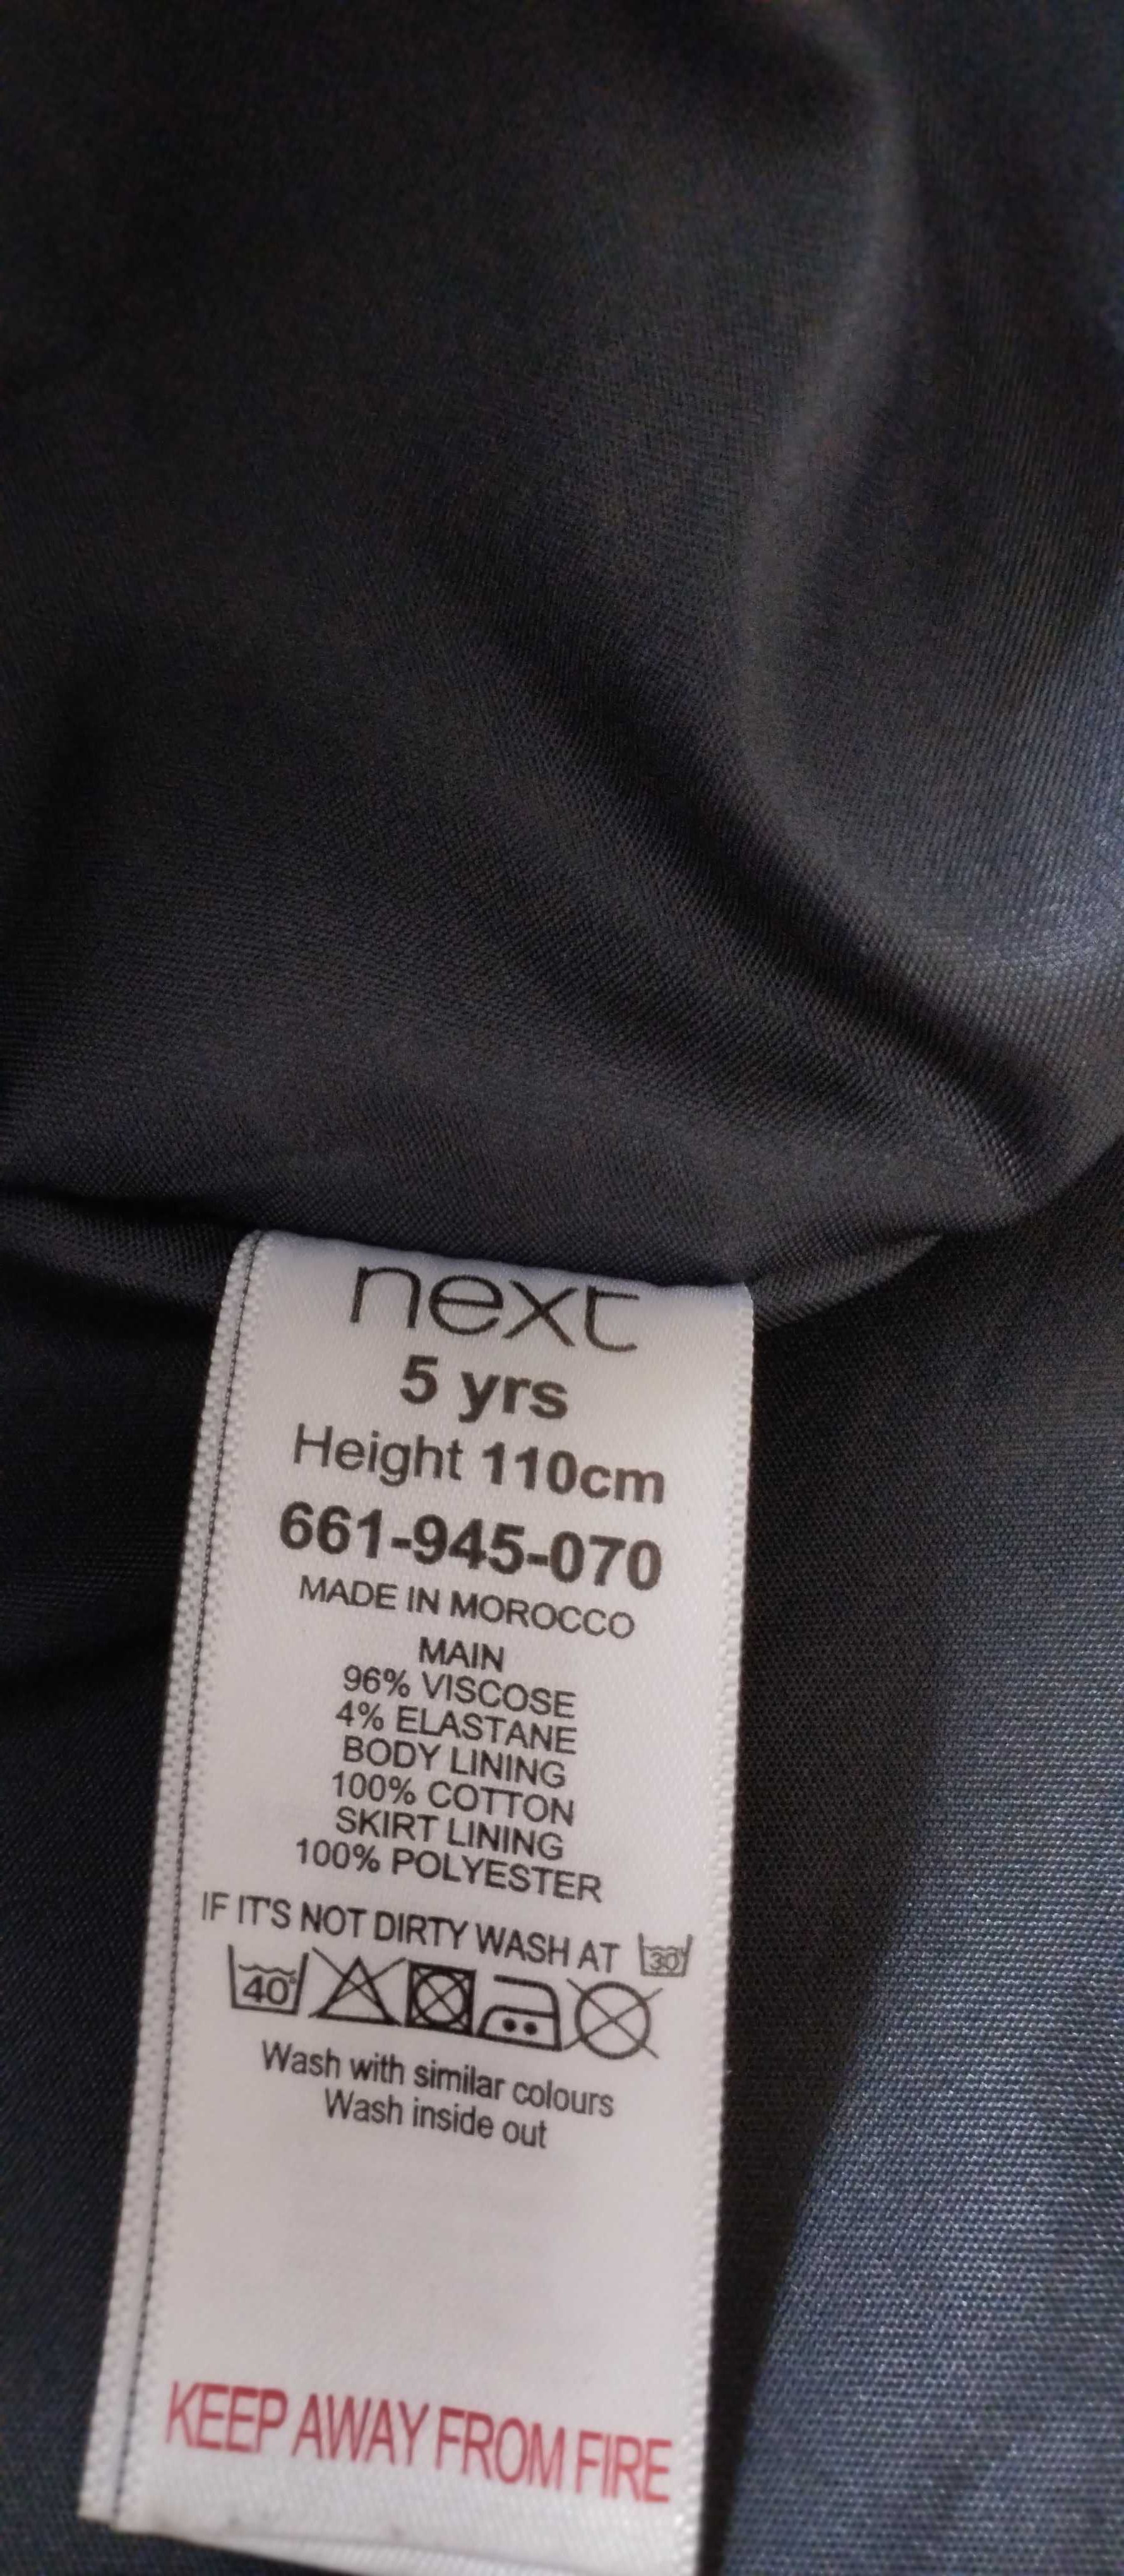 next
5 yrs
Height 110cm
661-945-070
MADE IN MOROCCO
MAIN
96% VISCOSE
4% ELASTANE
BODY LINING
100% COTTON
SKIRT LINING
100% POLYESTER
IF IT'S NOT DIRTY WASH AT 30°
40°
Wash with similar colours
Wash inside out
KEEP AWAY FROM FIRE